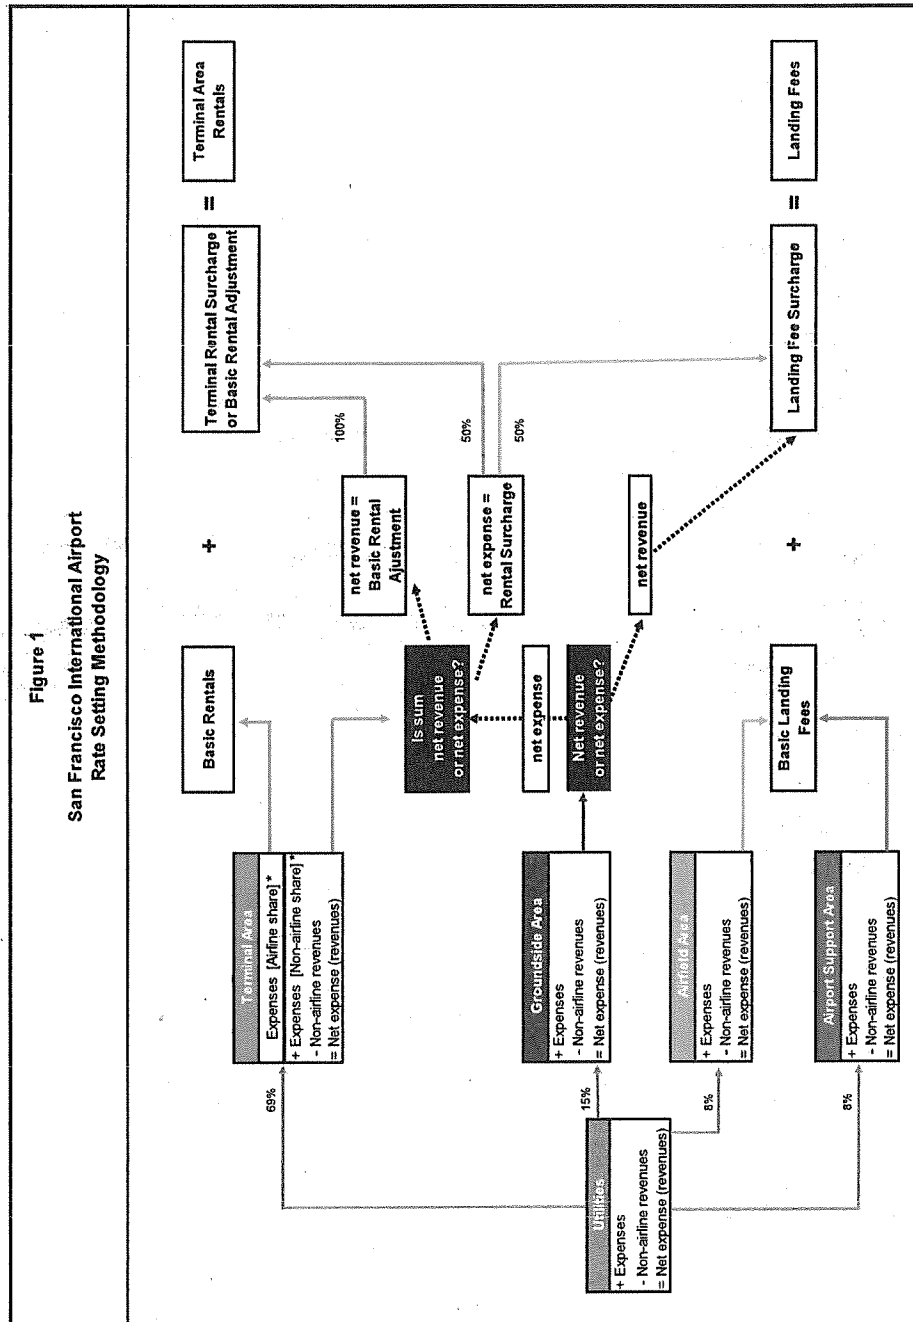 Figure 1
San Francisco International Airport
Rate Setting Methodology
Utilities
+ Expenses
- Non-airline revenues
= Net expense (revenues)
69%
15%
8%
8%
Terminal Area
Expenses [Airline share] *
+ Expenses [Non-airline share] *
- Non-airline revenues
= Net expense (revenues)
Groundside Area
+ Expenses
- Non-airline revenues
= Net expense (revenues)
Airfield Area
+ Expenses
- Non-airline revenues
= Net expense (revenues)
Airport Support Area
+ Expenses
- Non-airline revenues
= Net expense (revenues)
Basic Rentals
Is sum
net revenue
or net expense?
net expense
Net revenue
or net expense?
Basic Landing
Fees
+
net revenue =
Basic Rental
Ajustment
net expense =
Rental Surcharge
net revenue
+
100%
50%
50%
Terminal Rental Surcharge
or Basic Rental Adjustment
Landing Fee Surcharge
=
=
Terminal Area
Rentals
Landing Fees